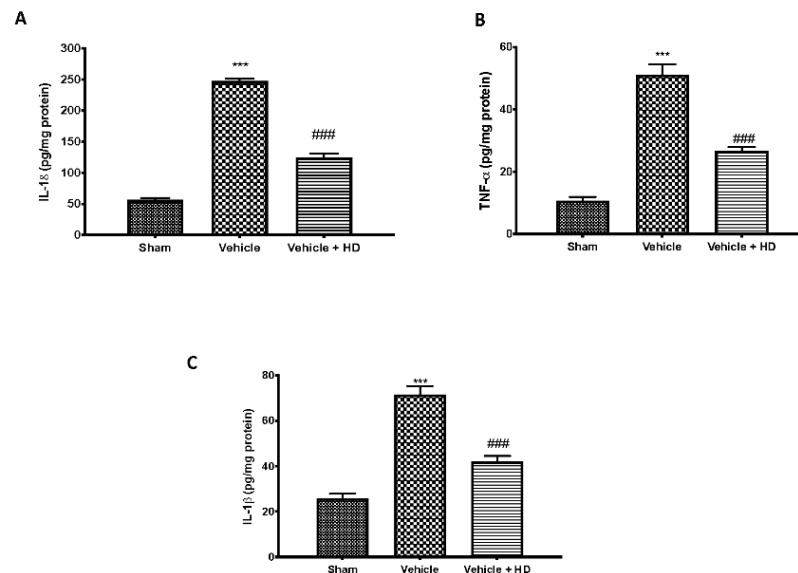 A
IL-18 (pg/mg protein)
300
250
200
150
100
50
0
***
###
Sham Vehicle Vehicle + HD
B
TNF-α (pg/mg protein)
60
40
20
0
***
###
Sham Vehicle Vehicle + HD
C
IL-1β (pg/mg protein)
80
60
40
20
0
***
###
Sham Vehicle Vehicle + HD